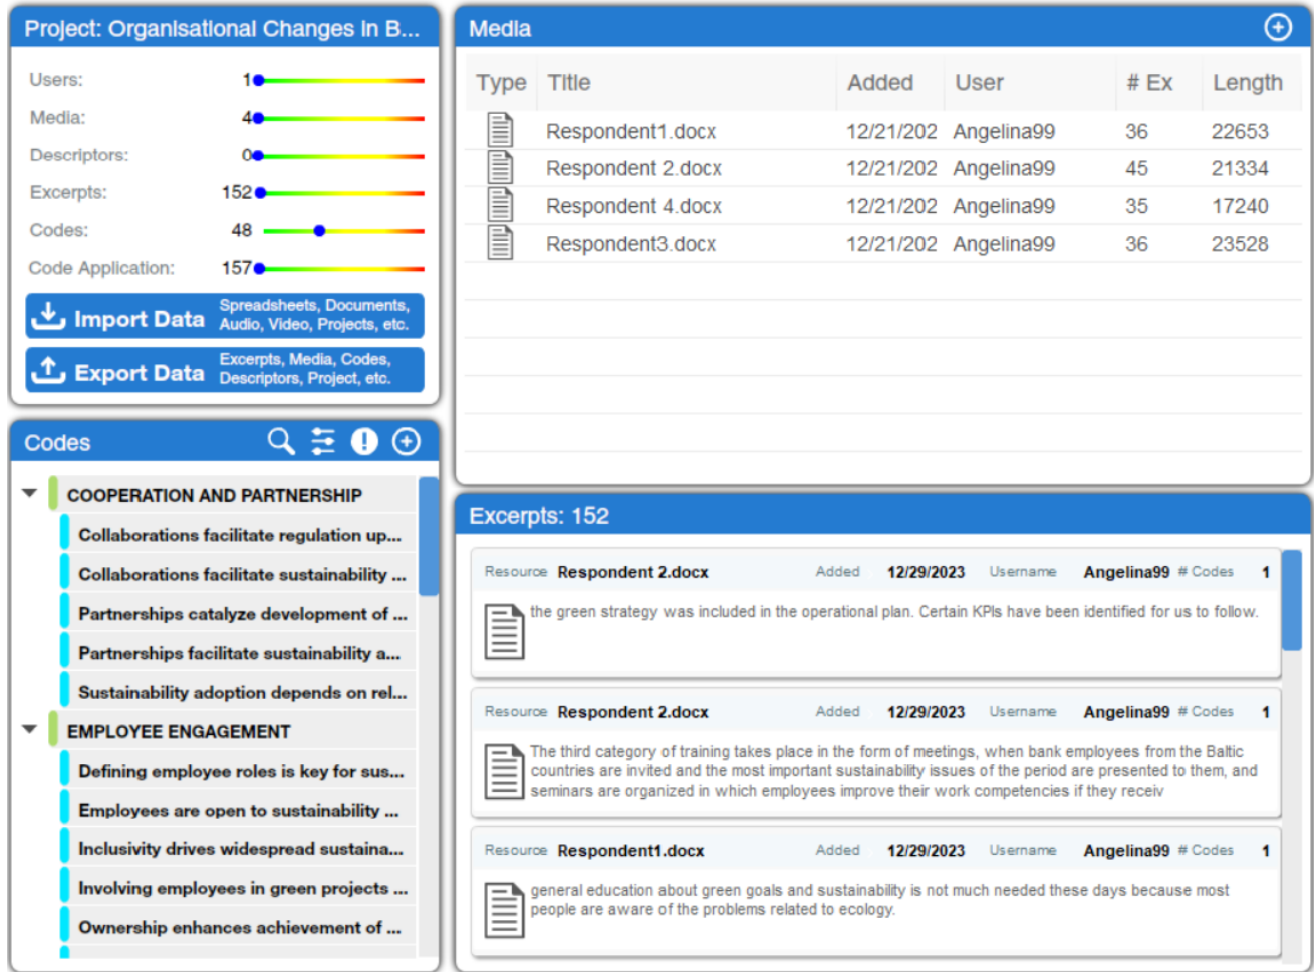 Project: Organisational Changes in B...
Users: 1
Media: 4
Descriptors: 0
Excerpts: 152
Codes: 48
Code Application: 157
Import Data Spreadsheets, Documents,
Audio, Video, Projects, etc.
Export Data Excerpts, Media, Codes,
Descriptors, Project, etc.
Codes
COOPERATION AND PARTNERSHIP
Collaborations facilitate regulation up...
Collaborations facilitate sustainability ...
Partnerships catalyze development of ...
Partnerships facilitate sustainability a...
Sustainability adoption depends on rel...
EMPLOYEE ENGAGEMENT
Defining employee roles is key for sus...
Employees are open to sustainability ...
Inclusivity drives widespread sustaina...
Involving employees in green projects ...
Ownership enhances achievement of ...
Media
Type Title Added User # Ex Length
Respondent1.docx 12/21/202 Angelina99 36 22653
Respondent 2.docx 12/21/202 Angelina99 45 21334
Respondent 4.docx 12/21/202 Angelina99 35 17240
Respondent3.docx 12/21/202 Angelina99 36 23528
Excerpts: 152
Resource Respondent 2.docx Added 12/29/2023 Username Angelina99 # Codes 1
the green strategy was included in the operational plan. Certain KPIs have been identified for us to follow.
Resource Respondent 2.docx Added 12/29/2023 Username Angelina99 # Codes 1
The third category of training takes place in the form of meetings, when bank employees from the Baltic
countries are invited and the most important sustainability issues of the period are presented to them, and
seminars are organized in which employees improve their work competencies if they receiv
Resource Respondent1.docx Added 12/29/2023 Username Angelina99 # Codes 1
general education about green goals and sustainability is not much needed these days because most
people are aware of the problems related to ecology.